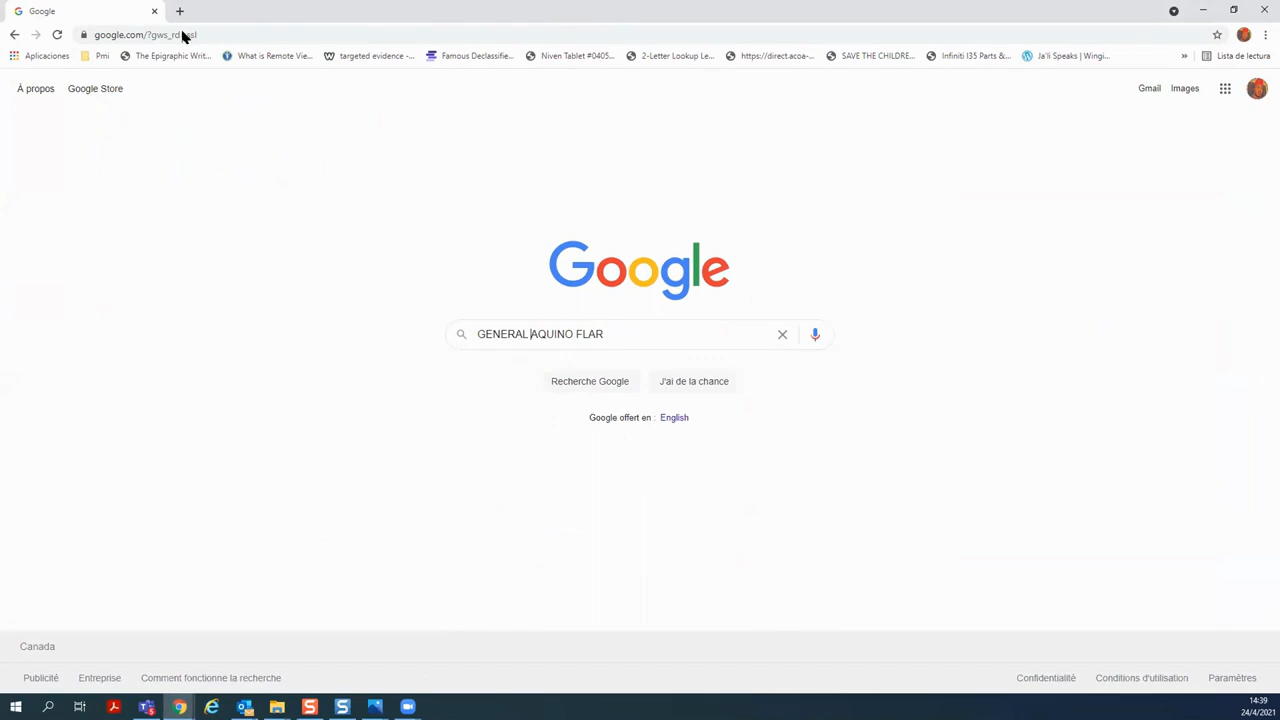 Google
google.com/?gws_rd
Aplicaciones
Pmi
The Epigraphic Writ...
What is Remote Vie...
targeted evidence -...
Famous Declassifie...
Niven Tablet #0405...
2-Letter Lookup Le...
https://direct.acoa-...
SAVE THE CHILDRE...
Infiniti I35 Parts &...
Ja'li Speaks | Wingi...
»
Lista de lectura
À propos
Google Store
Gmail
Images
Google
GENERAL AQUINO FLAR
Recherche Google
J'ai de la chance
Google offert en : English
Canada
Publicité
Entreprise
Comment fonctionne la recherche
Confidentialité
Conditions d'utilisation
Paramètres
14:39
24/4/2021